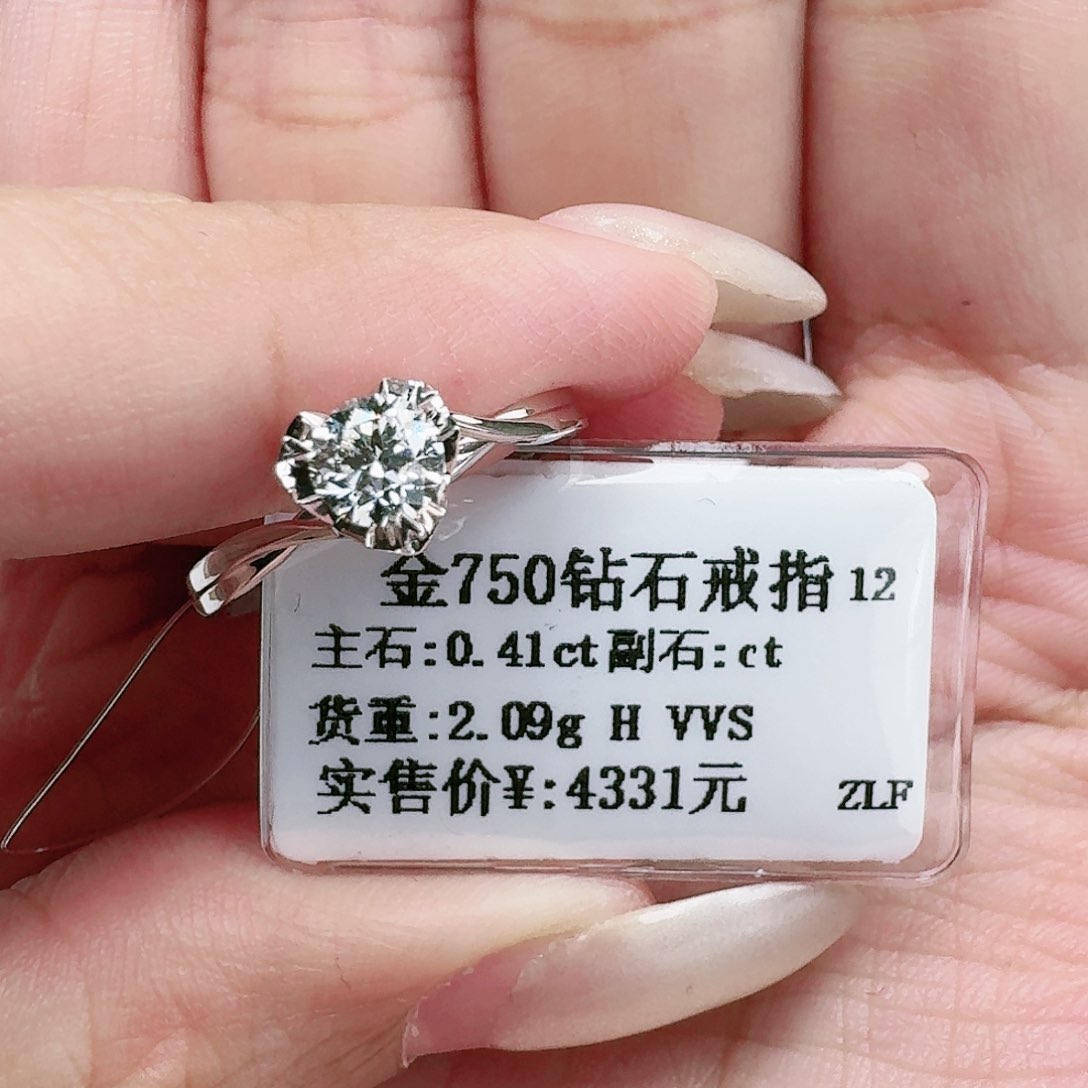 金750钻石戒指 12
主石:0.41ct副石:ct
货重:2.09g H VVS
实售价¥:4331元 ZLF